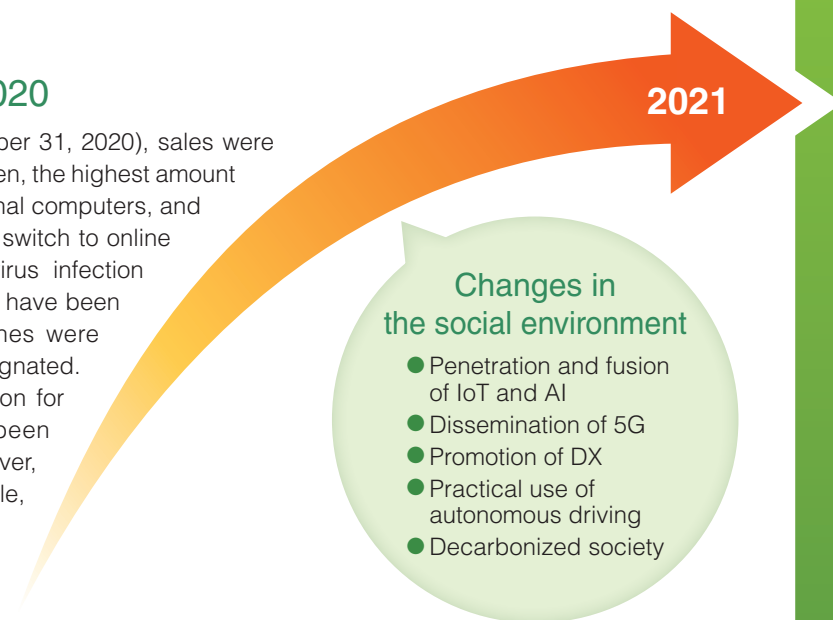 020
ber 31, 2020), sales were
en, the highest amount
nal computers, and
switch to online
irus infection
have been
nes were
gnated.
on for
been
ver,
le,
2021
Changes in
the social environment
● Penetration and fusion
of IoT and AI
● Dissemination of 5G
● Promotion of DX
● Practical use of
autonomous driving
● Decarbonized society